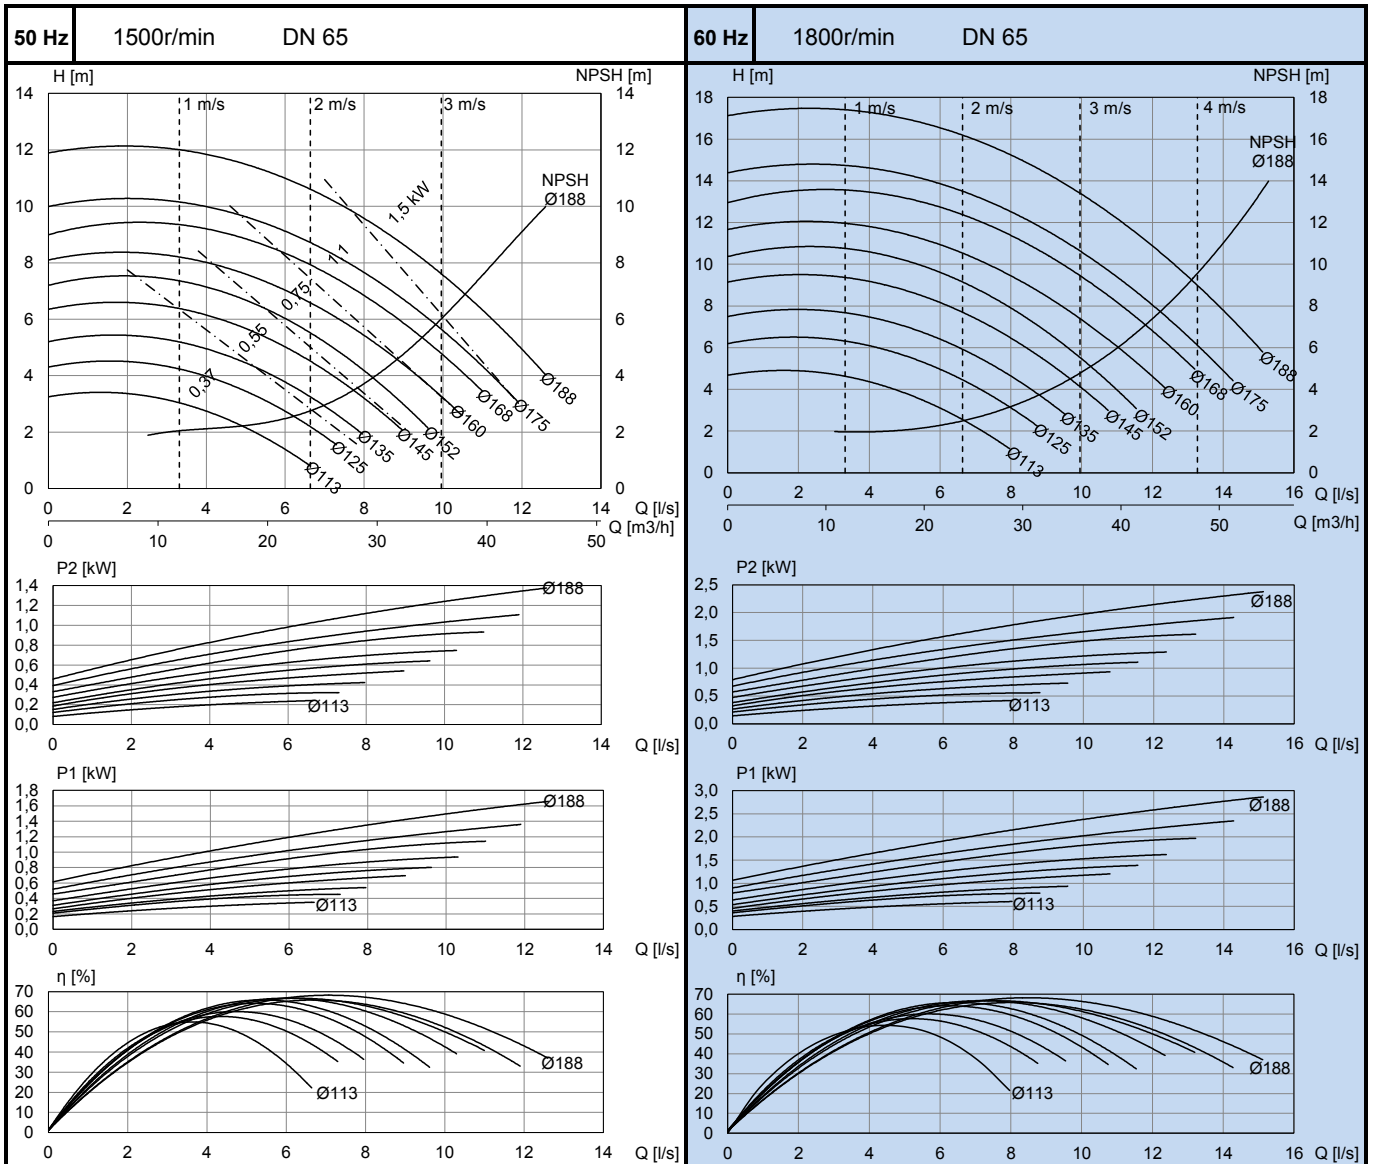 50 Hz 1500r/min DN 65
H [m] NPSH [m]
14 14
1 m/s 2 m/s 3 m/s
12 12
1,5 kW
NPSH
Ø188
10 10
1,1
8 8
0,75
6 6
0,55
4 4
0,37
Ø188
Ø175
Ø168
Ø160
Ø152
Ø145
Ø135
Ø125
Ø113
2 2
0 0
0 2 4 6 8 10 12 14 Q [l/s]
Q [m3/h]
0 10 20 30 40 50
P2 [kW]
1,4
1,2
1,0
0,8
0,6
0,4
0,2
0,0
Ø188
Ø113
0 2 4 6 8 10 12 14 Q [l/s]
P1 [kW]
1,8
1,6
1,4
1,2
1,0
0,8
0,6
0,4
0,2
0,0
Ø188
Ø113
0 2 4 6 8 10 12 14 Q [l/s]
η [%]
70
60
50
40
30
20
10
0
Ø188
Ø113
0 2 4 6 8 10 12 14 Q [l/s]
60 Hz 1800r/min DN 65
H [m] NPSH [m]
18 18
1 m/s 2 m/s 3 m/s 4 m/s
16 16
NPSH
Ø188
14 14
12 12
10 10
8 8
6 6
4 4
2 2
0 0
Ø188
Ø175
Ø168
Ø160
Ø152
Ø145
Ø135
Ø125
Ø113
0 2 4 6 8 10 12 14 16 Q [l/s]
Q [m3/h]
0 10 20 30 40 50
P2 [kW]
2,5
2,0
1,5
1,0
0,5
0,0
Ø188
Ø113
0 2 4 6 8 10 12 14 16 Q [l/s]
P1 [kW]
3,0
2,5
2,0
1,5
1,0
0,5
0,0
Ø188
Ø113
0 2 4 6 8 10 12 14 16 Q [l/s]
η [%]
70
60
50
40
30
20
10
0
Ø188
Ø113
0 2 4 6 8 10 12 14 16 Q [l/s]